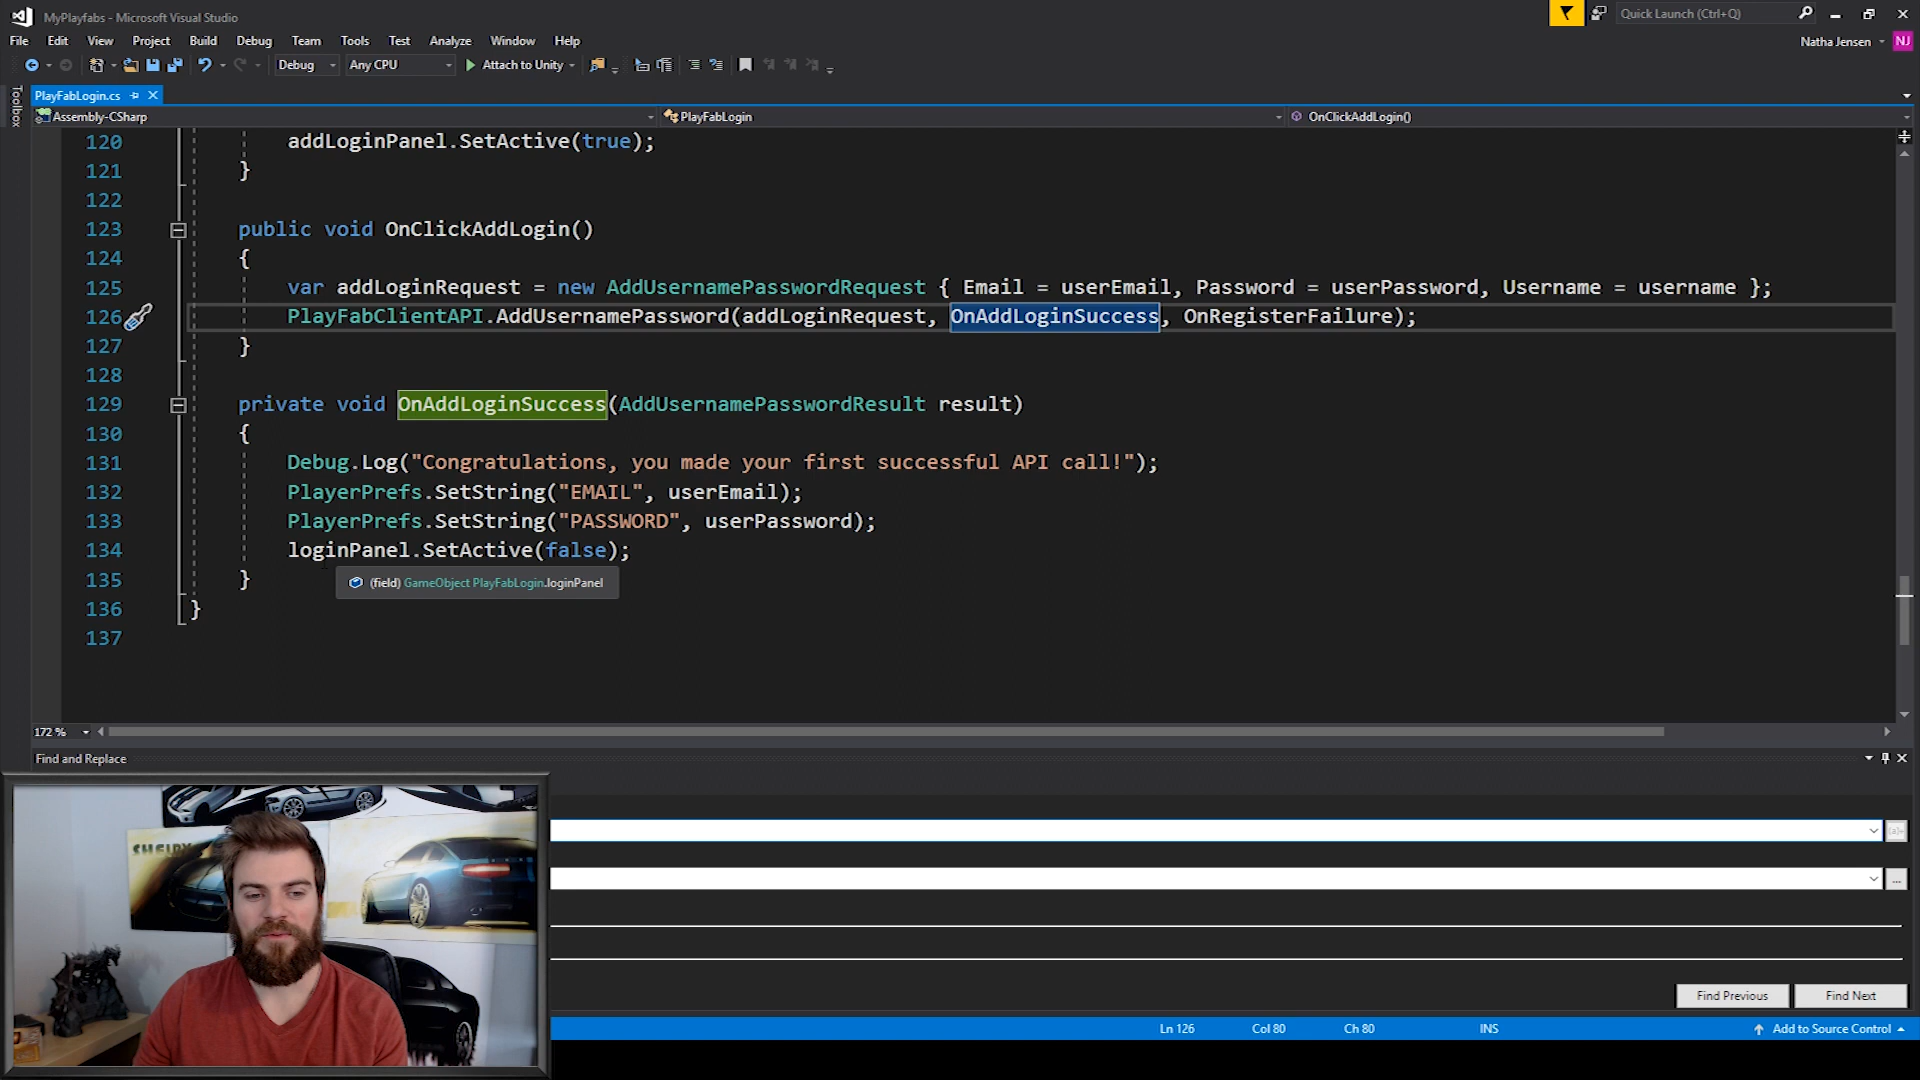 MyPlayfabs - Microsoft Visual Studio
Quick Launch (Ctrl+Q)
File Edit View Project Build Debug Team Tools Test Analyze Window Help
Natha Jensen NJ
Debug Any CPU Attach to Unity
Toolbox
PlayFabLogin.cs
Assembly-CSharp PlayFabLogin OnClickAddLogin()
120 addLoginPanel.SetActive(true);
121 }
122
123 public void OnClickAddLogin()
124 {
125 var addLoginRequest = new AddUsernamePasswordRequest { Email = userEmail, Password = userPassword, Username = username };
126 PlayFabClientAPI.AddUsernamePassword(addLoginRequest, OnAddLoginSuccess, OnRegisterFailure);
127 }
128
129 private void OnAddLoginSuccess(AddUsernamePasswordResult result)
130 {
131 Debug.Log("Congratulations, you made your first successful API call!");
132 PlayerPrefs.SetString("EMAIL", userEmail);
133 PlayerPrefs.SetString("PASSWORD", userPassword);
134 loginPanel.SetActive(false);
135 }
(field) GameObject PlayFabLogin.loginPanel
136 }
137
172 %
Find and Replace
SHELBY
...
Find Previous Find Next
Ln 126 Col 80 Ch 80 INS Add to Source Control